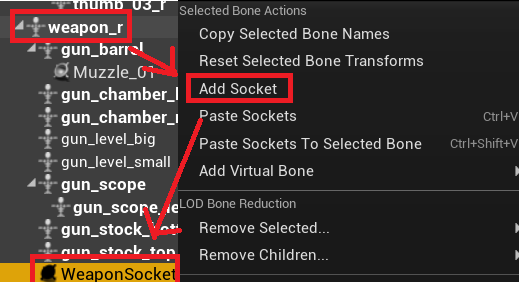 thumb_03_r
weapon_r
gun_barrel
Muzzle_01
gun_chamber_
gun_chamber_
gun_level_big
gun_level_small
gun_scope
gun_scope_le
gun_stock_
gun_stock_top
WeaponSocket
Selected Bone Actions
Copy Selected Bone Names
Reset Selected Bone Transforms
Add Socket
Paste Sockets Ctrl+V
Paste Sockets To Selected Bone Ctrl+Shift+V
Add Virtual Bone
LOD Bone Reduction
Remove Selected...
Remove Children...